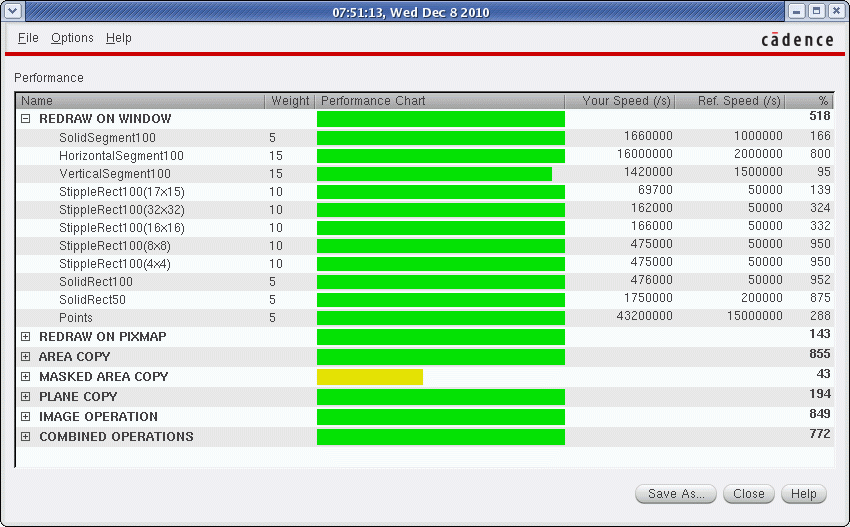 07:51:13, Wed Dec 8 2010
File Options Help
cādence
Performance
Name Weight Performance Chart Your Speed (/s) Ref. Speed (/s) %
REDRAW ON WINDOW 518
SolidSegment100 5 1660000 1000000 166
HorizontalSegment100 15 16000000 2000000 800
VerticalSegment100 15 1420000 1500000 95
StippleRect100(17x15) 10 69700 50000 139
StippleRect100(32x32) 10 162000 50000 324
StippleRect100(16x16) 10 166000 50000 332
StippleRect100(8x8) 10 475000 50000 950
StippleRect100(4x4) 10 475000 50000 950
SolidRect100 5 476000 50000 952
SolidRect50 5 1750000 200000 875
Points 5 43200000 15000000 288
REDRAW ON PIXMAP 143
AREA COPY 855
MASKED AREA COPY 43
PLANE COPY 194
IMAGE OPERATION 849
COMBINED OPERATIONS 772
Save As... Close Help